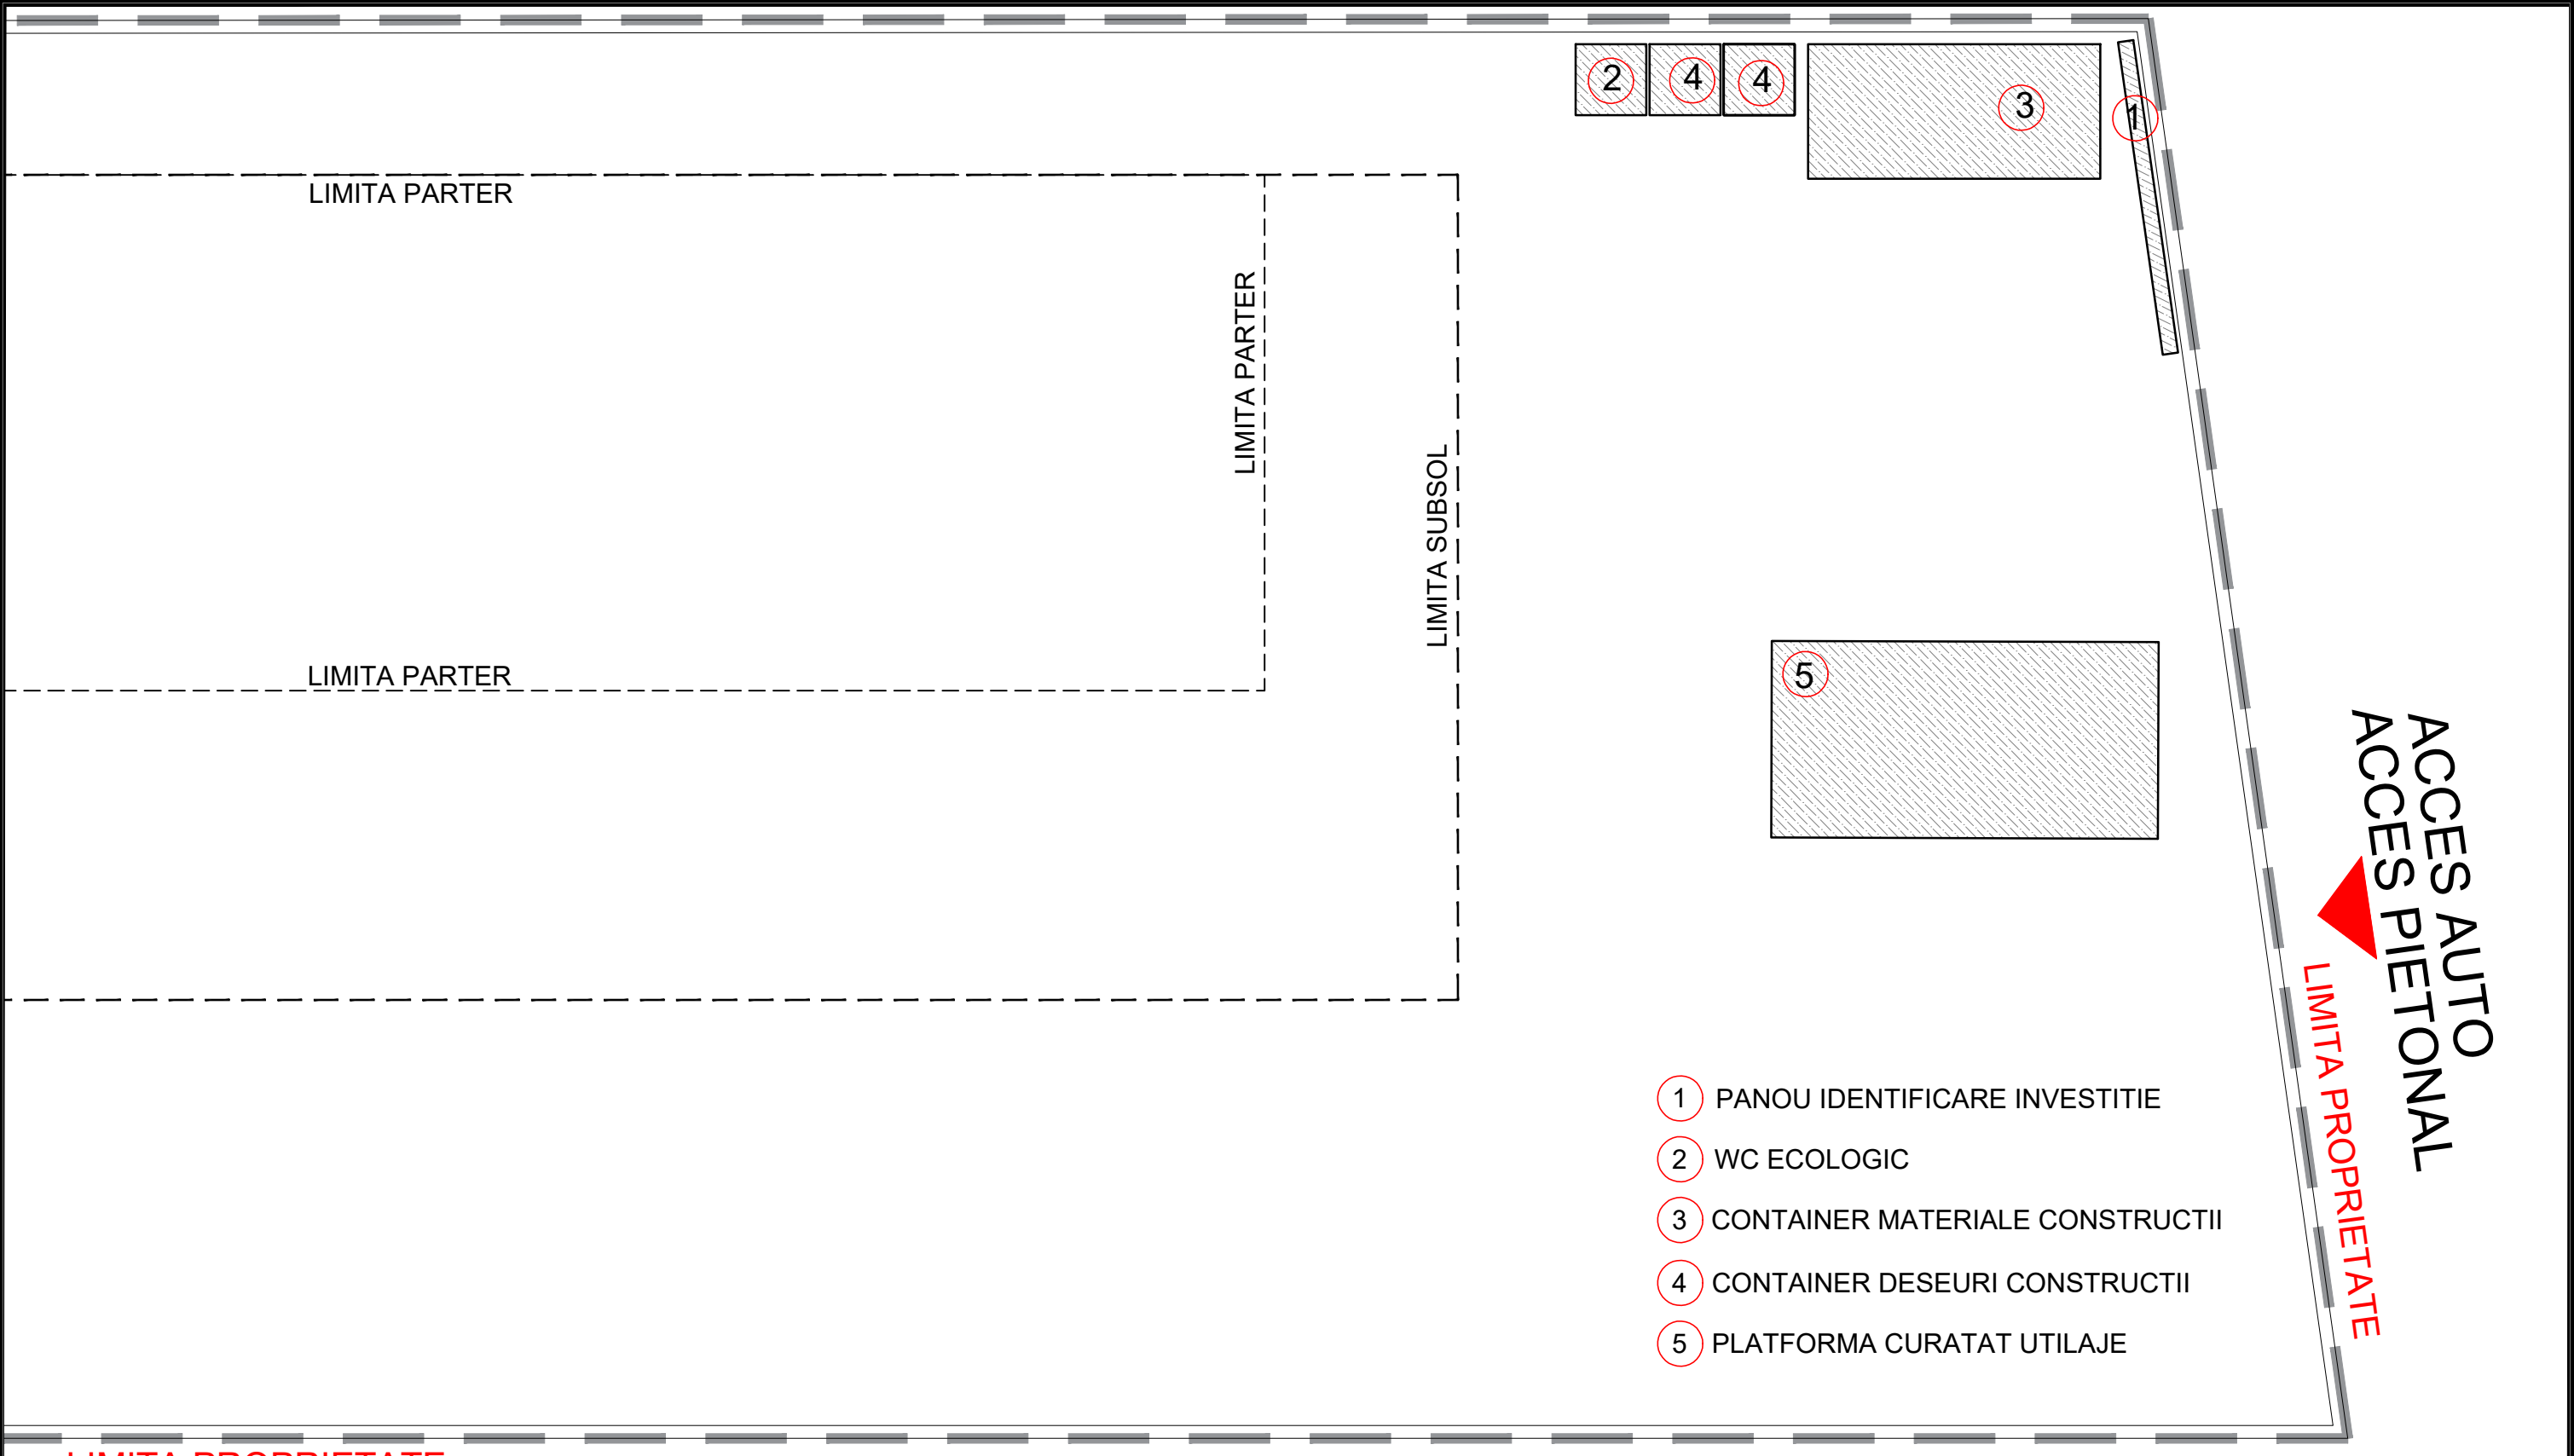 2
4
4
3
1
LIMITA PARTER
LIMITA PARTER
LIMITA SUBSOL
LIMITA PARTER
5
ACCES AUTO
ACCES PIETONAL
LIMITA PROPRIETATE
1 PANOU IDENTIFICARE INVESTITIE
2 WC ECOLOGIC
3 CONTAINER MATERIALE CONSTRUCTII
4 CONTAINER DESEURI CONSTRUCTII
5 PLATFORMA CURATAT UTILAJE
LIMITA PROPRIETATE